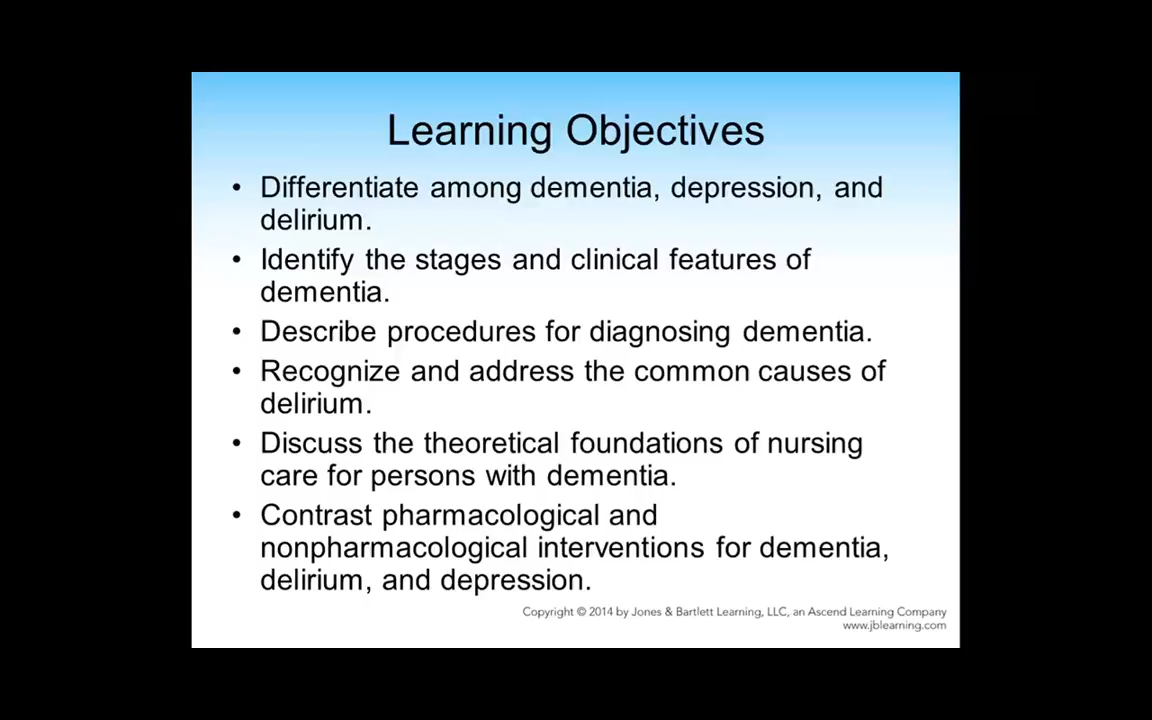 Learning Objectives
• Differentiate among dementia, depression, and
delirium.
• Identify the stages and clinical features of
dementia.
• Describe procedures for diagnosing dementia.
• Recognize and address the common causes of
delirium.
• Discuss the theoretical foundations of nursing
care for persons with dementia.
• Contrast pharmacological and
nonpharmacological interventions for dementia,
delirium, and depression.
Copyright © 2014 by Jones & Bartlett Learning, LLC, an Ascend Learning Company
www.jblearning.com